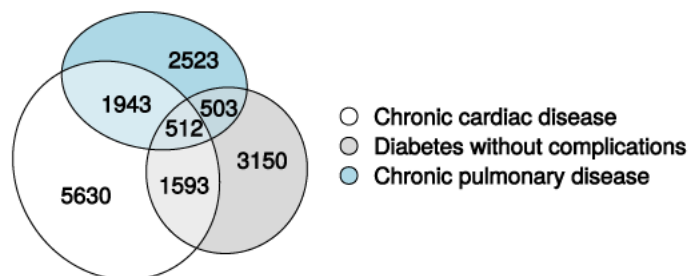 2523
1943
503
512
3150
1593
5630
Chronic cardiac disease
Diabetes without complications
Chronic pulmonary disease